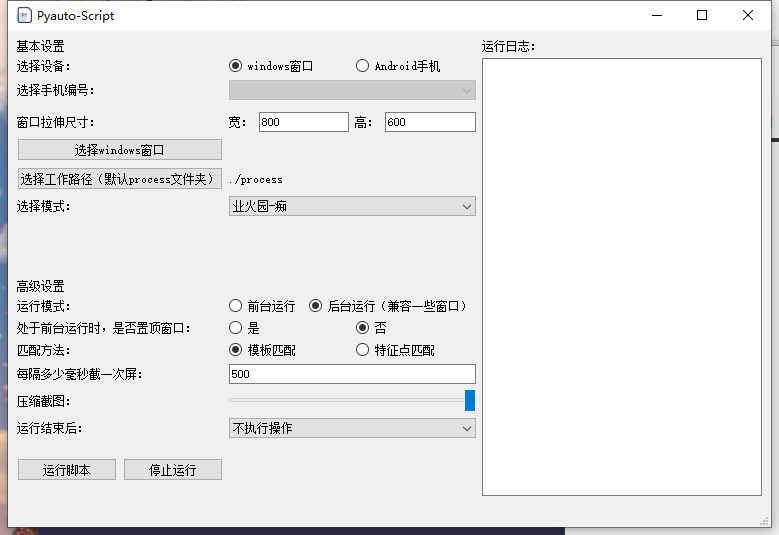 Pyauto-Script
基本设置
选择设备: windows窗口 Android手机
选择手机编号:
窗口拉伸尺寸: 宽: 800 高: 600
选择windows窗口
选择工作路径（默认process文件夹） ./process
选择模式: 业火园-痴
高级设置
运行模式: 前台运行 后台运行（兼容一些窗口）
处于前台运行时，是否置顶窗口: 是 否
匹配方法: 模板匹配 特征点匹配
每隔多少毫秒截一次屏: 500
压缩截图:
运行结束后: 不执行操作
运行脚本 停止运行
运行日志: